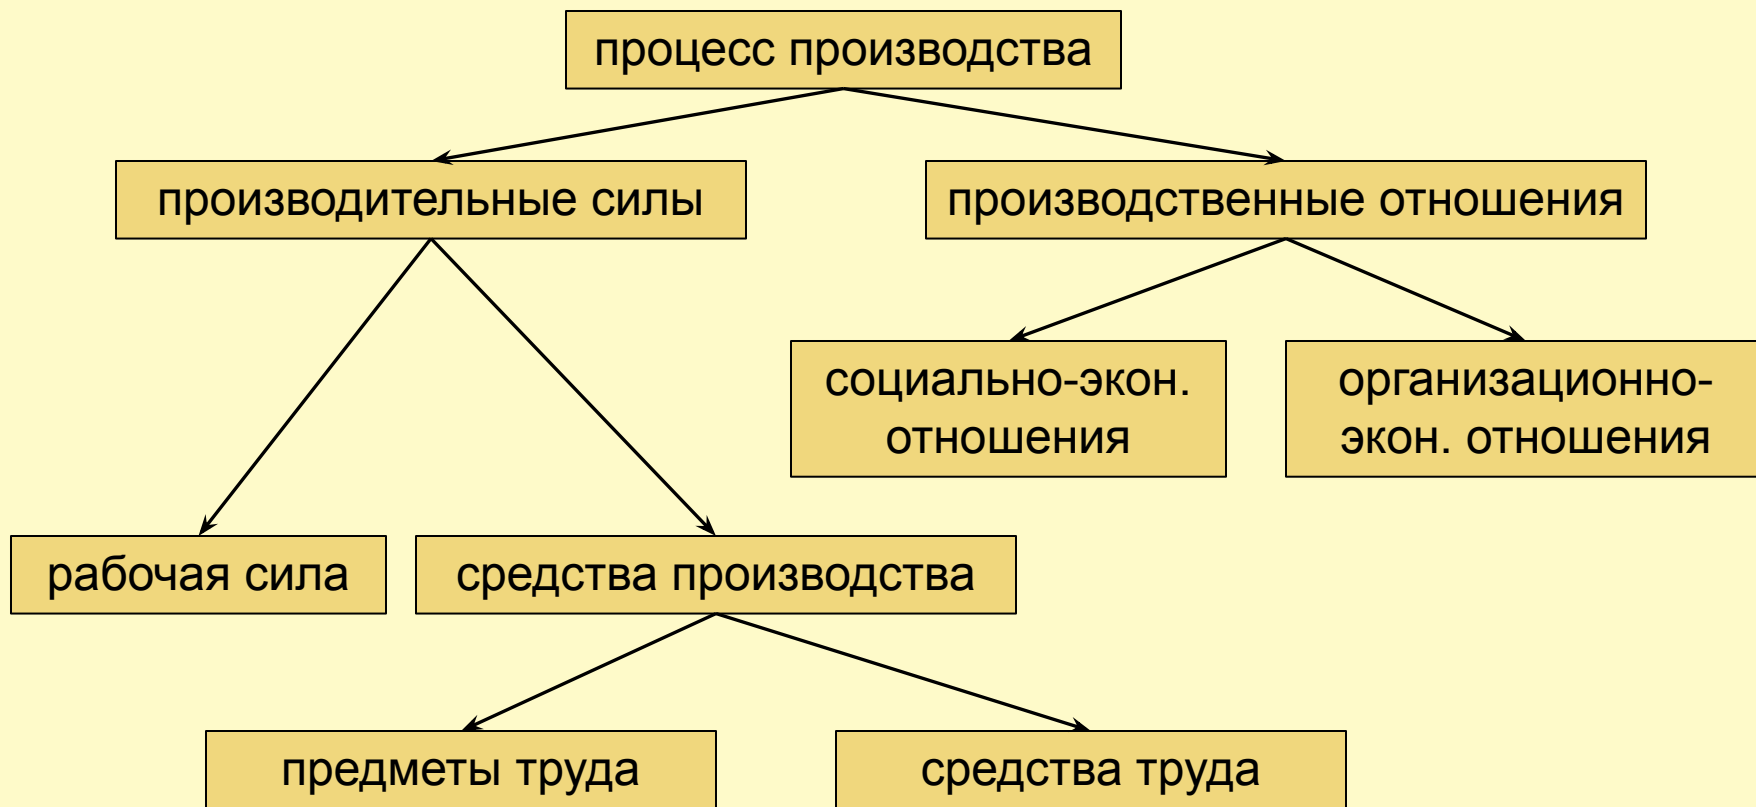 процесс производства
производительные силы
производственные отношения
социально-экон.
отношения
организационно-
экон. отношения
рабочая сила
средства производства
предметы труда
средства труда